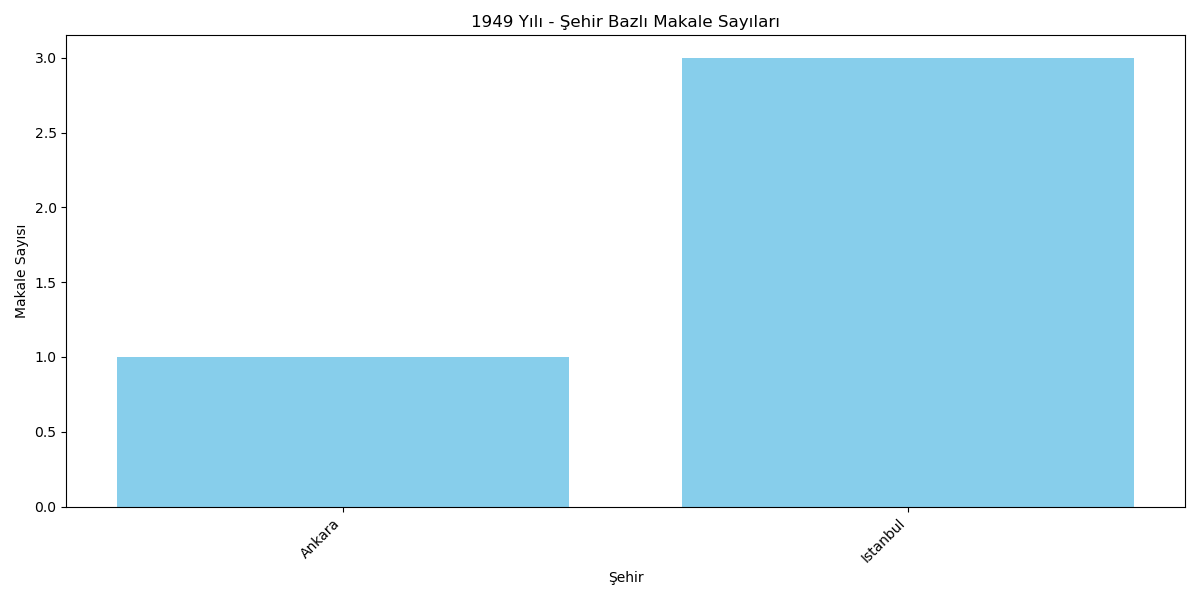 1949 Yılı - Şehir Bazlı Makale Sayıları
Makale Sayısı
3.0
2.5
2.0
1.5
1.0
0.5
0.0
Ankara
Istanbul
Şehir